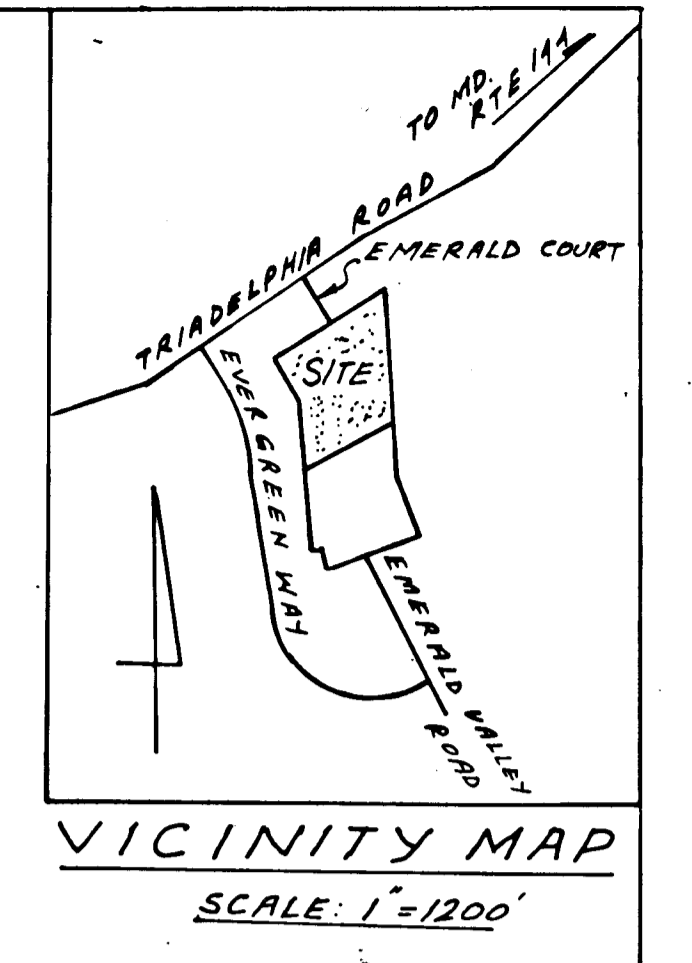 TO MD.
RTE 144
TRIADELPHIA ROAD
EMERALD COURT
SITE
EVERGREEN WAY
EMERALD VALLEY
ROAD
VICINITY MAP
SCALE: 1"=1200'